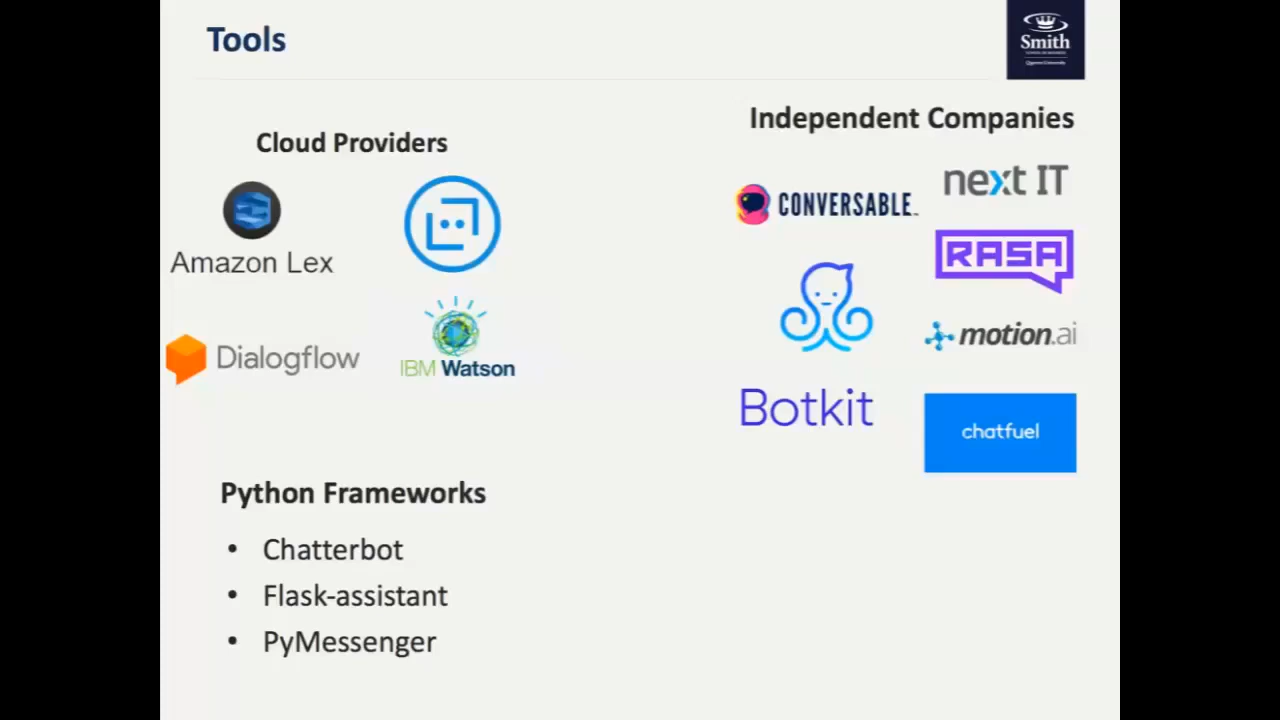 Tools
Smith
Cloud Providers
Amazon Lex
Dialogflow
IBM Watson
Independent Companies
CONVERSABLE
next IT
RASA
motion.ai
Botkit
chatfuel
Python Frameworks
• Chatterbot
• Flask-assistant
• PyMessenger